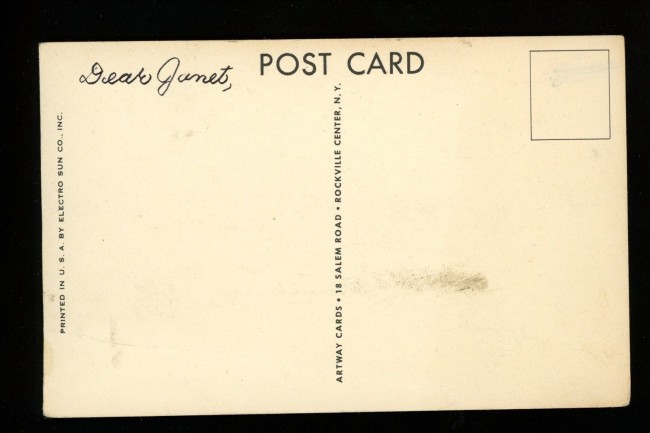 Dear Janet,
POST CARD
PRINTED IN U. S. A. BY ELECTRO SUN CO., INC.
ARTWAY CARDS • 18 SALEM ROAD • ROCKVILLE CENTER, N. Y.